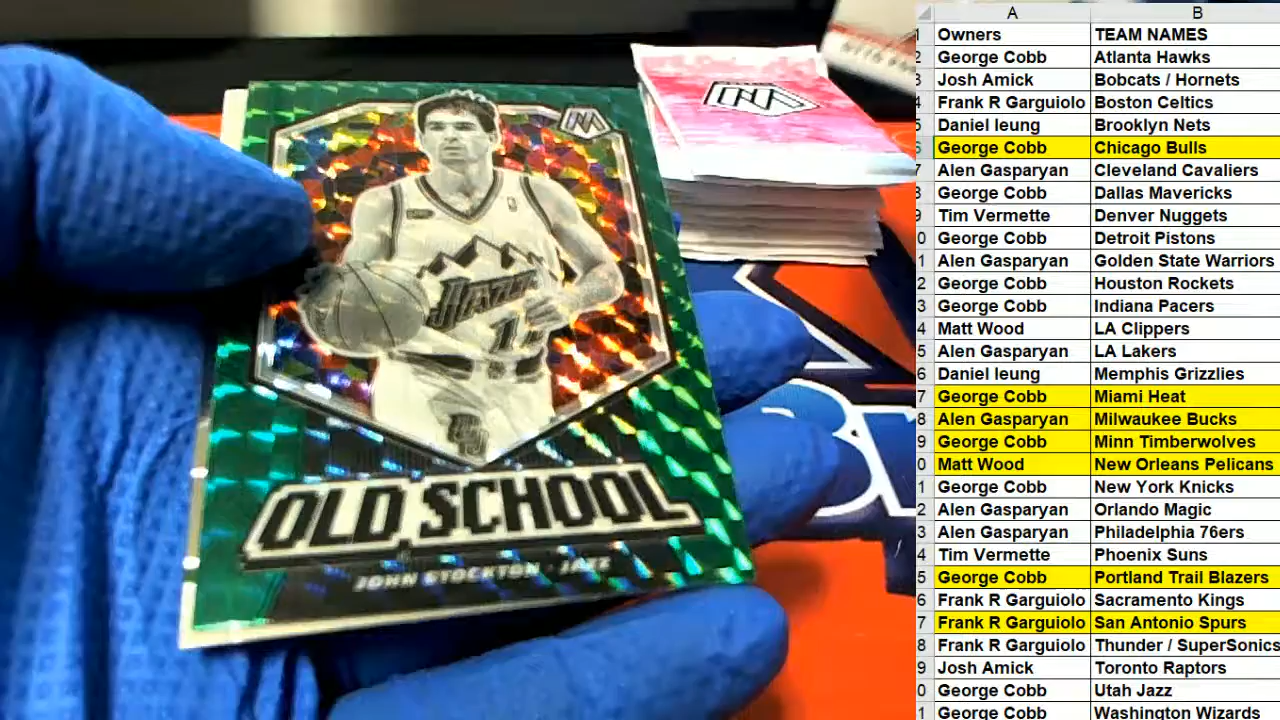 OLD SCHOOL
JOHN STOCKTON · JAZZ
JAZZ
A B
Owners TEAM NAMES
George Cobb Atlanta Hawks
Josh Amick Bobcats / Hornets
Frank R Garguiolo Boston Celtics
Daniel leung Brooklyn Nets
George Cobb Chicago Bulls
Alen Gasparyan Cleveland Cavaliers
George Cobb Dallas Mavericks
Tim Vermette Denver Nuggets
George Cobb Detroit Pistons
Alen Gasparyan Golden State Warriors
George Cobb Houston Rockets
George Cobb Indiana Pacers
Matt Wood LA Clippers
Alen Gasparyan LA Lakers
Daniel leung Memphis Grizzlies
George Cobb Miami Heat
Alen Gasparyan Milwaukee Bucks
George Cobb Minn Timberwolves
Matt Wood New Orleans Pelicans
George Cobb New York Knicks
Alen Gasparyan Orlando Magic
Alen Gasparyan Philadelphia 76ers
Tim Vermette Phoenix Suns
George Cobb Portland Trail Blazers
Frank R Garguiolo Sacramento Kings
Frank R Garguiolo San Antonio Spurs
Frank R Garguiolo Thunder / SuperSonics
Josh Amick Toronto Raptors
George Cobb Utah Jazz
George Cobb Washington Wizards